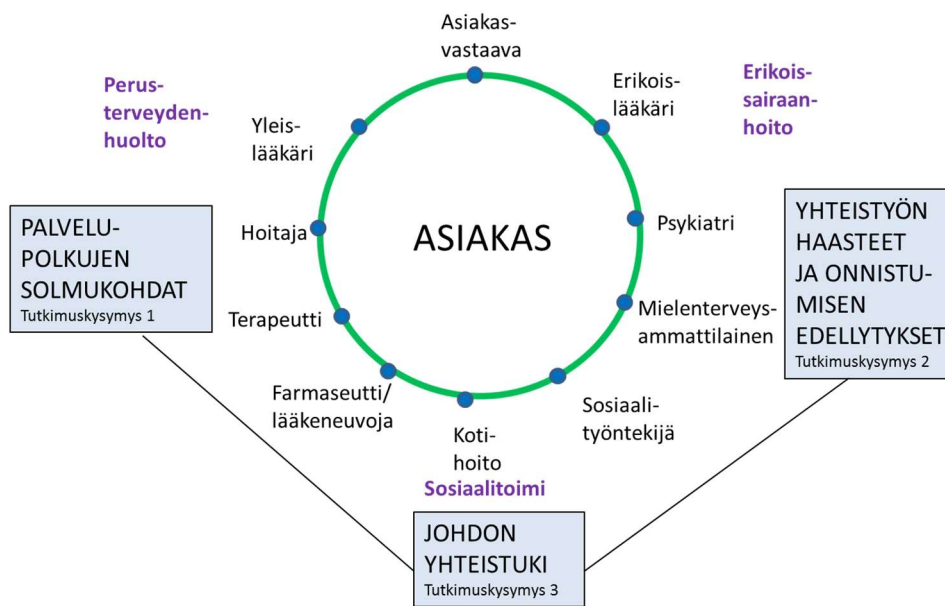 Asiakas-
vastaava
Perus-
terveyden-
huolto
Erikois-
sairaan-
hoito
Erikois-
lääkäri
Yleis-
lääkäri
PALVELU-
POLKUJEN
SOLMUKOHDAT
Tutkimuskysymys 1
Hoitaja
ASIAKAS
Psykiatri
YHTEISTYÖN
HAASTEET
JA ONNISTU-
MISEN
EDELLYTYKSET
Tutkimuskysymys 2
Terapeutti
Mielenterveys-
ammattilainen
Farmaseutti/
lääkeneuvoja
Koti-
hoito
Sosiaali-
työntekijä
Sosiaalitoimi
JOHDON
YHTEISTUKI
Tutkimuskysymys 3